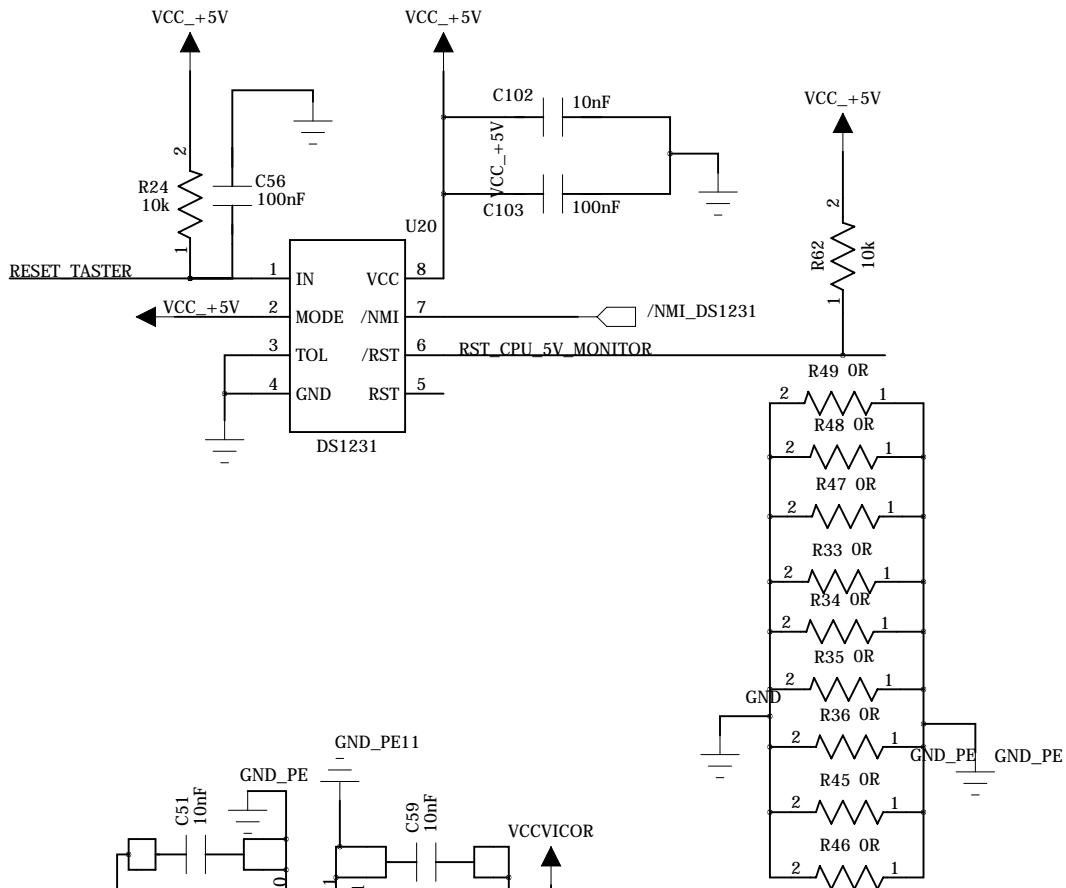 VCC_+5V
VCC_+5V
VCC_+5V
C102
10nF
VCC_+5V
C103
100nF
2
R24
10k
1
C56
100nF
U20
2
R62
10k
1
RESET_TASTER
1
IN
VCC
8
VCC_+5V
2
MODE
/NMI
7
/NMI_DS1231
3
TOL
/RST
6
RST_CPU_5V_MONITOR
4
GND
RST
5
DS1231
R49 0R
2
1
R48 0R
2
1
R47 0R
2
1
R33 0R
2
1
R34 0R
2
1
R35 0R
2
1
GND
R36 0R
2
1
GND_PE
GND_PE
R45 0R
2
1
R46 0R
2
1
GND_PE11
GND_PE
C51
10nF
C59
10nF
VCCVICOR
1